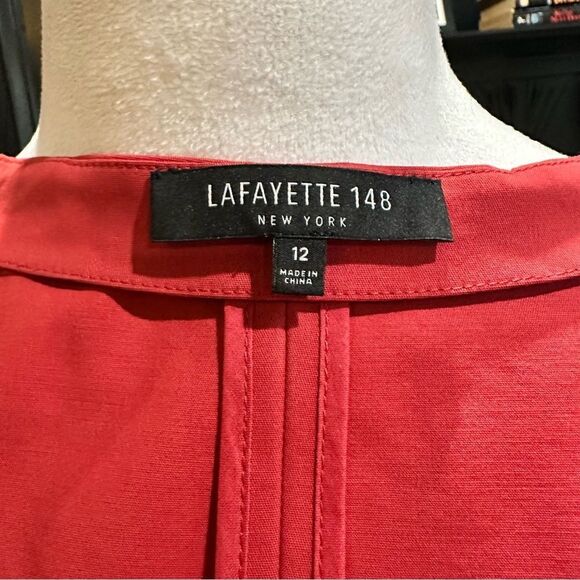 LAFAYETTE 148
NEW YORK
12
MADE IN
CHINA